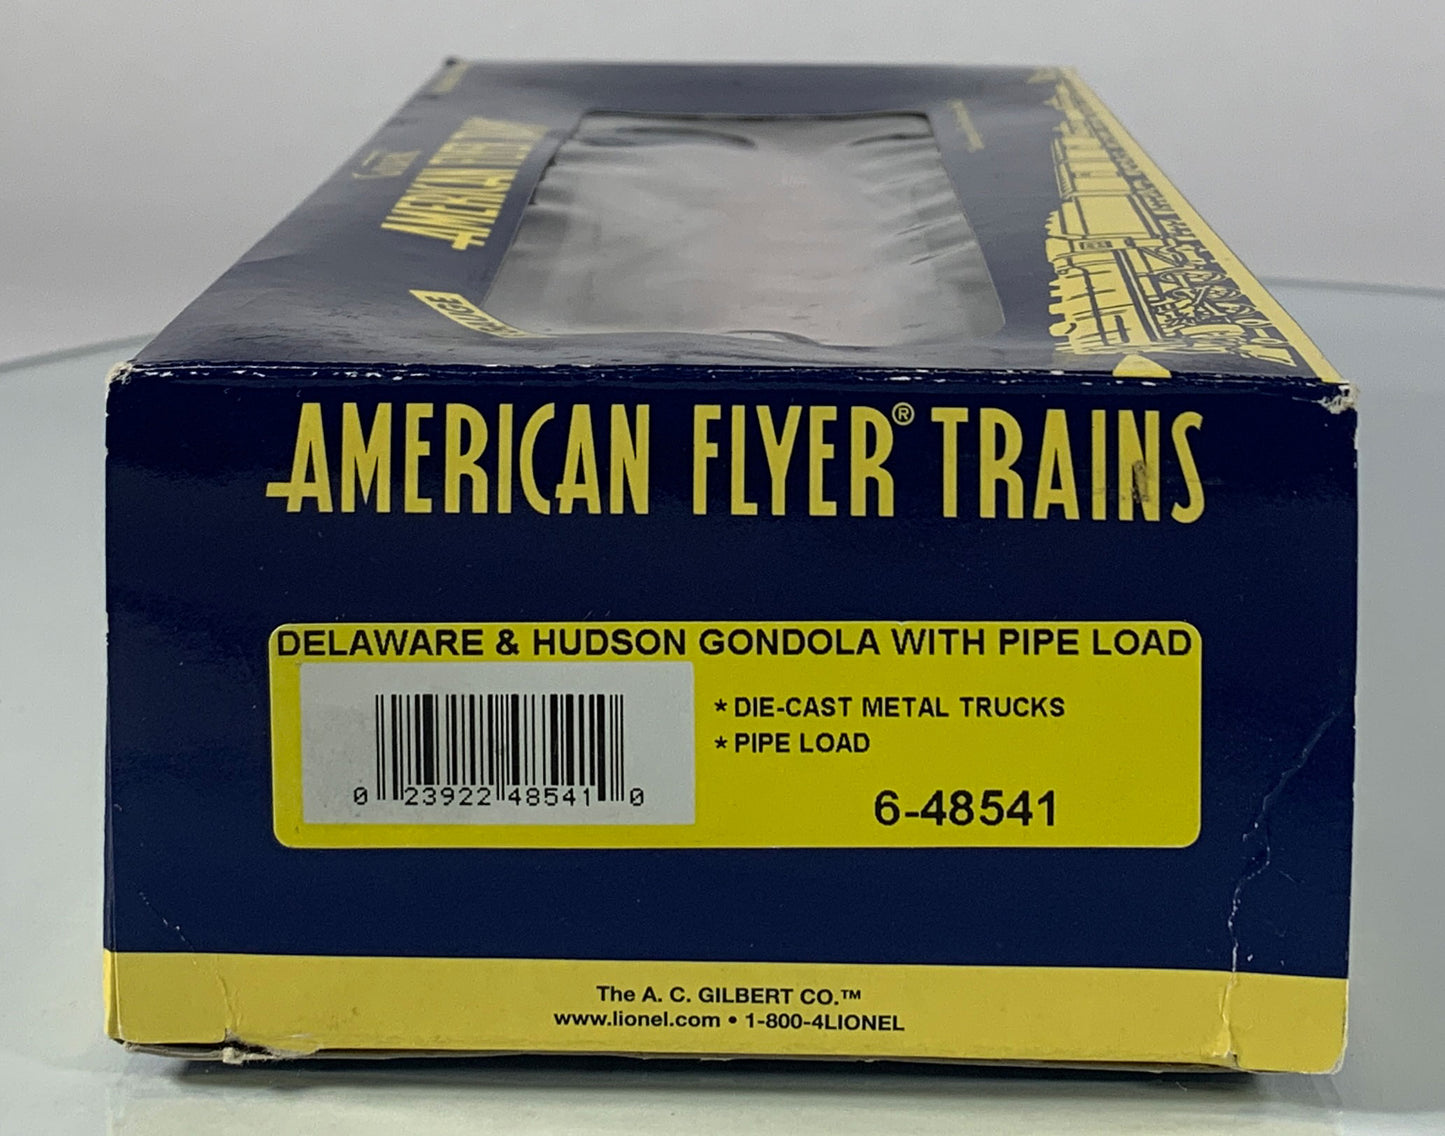 AMERICAN FLYER TRAINS
AMERICAN FLYER® TRAINS
DELAWARE & HUDSON GONDOLA WITH PIPE LOAD
* DIE-CAST METAL TRUCKS
* PIPE LOAD
0 23922 48541 0
6-48541
The A. C. GILBERT CO.™
www.lionel.com • 1-800-4LIONEL